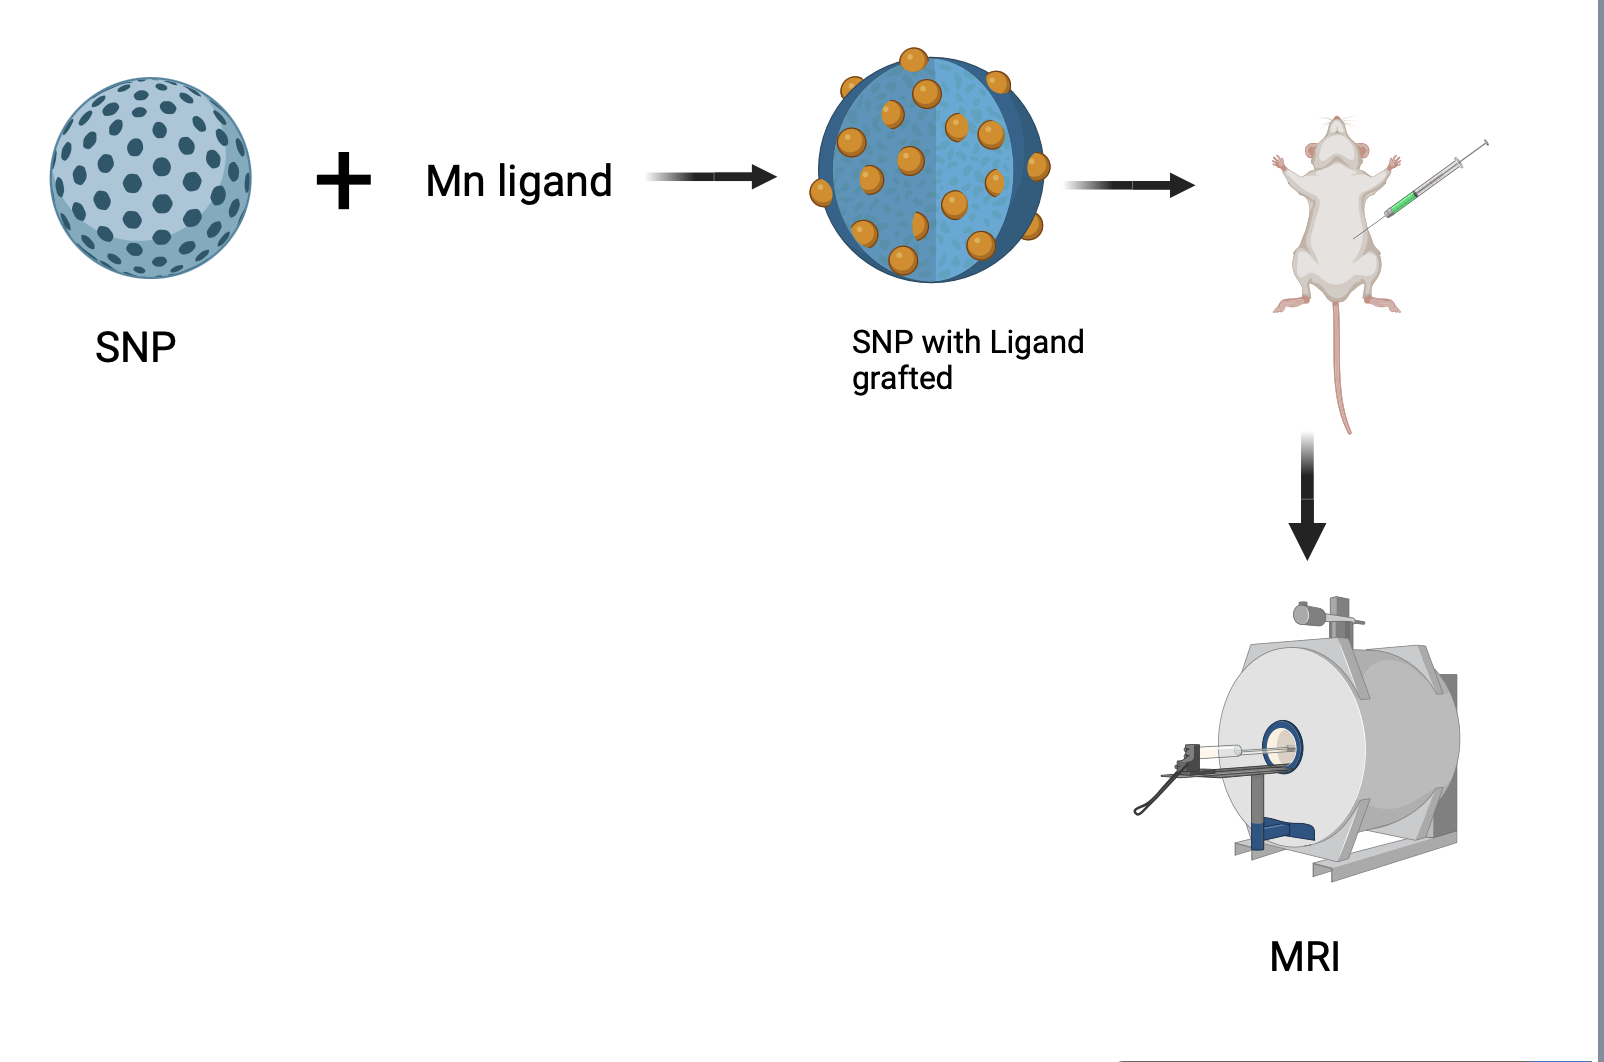 Mn ligand
SNP
SNP with Ligand
grafted
MRI